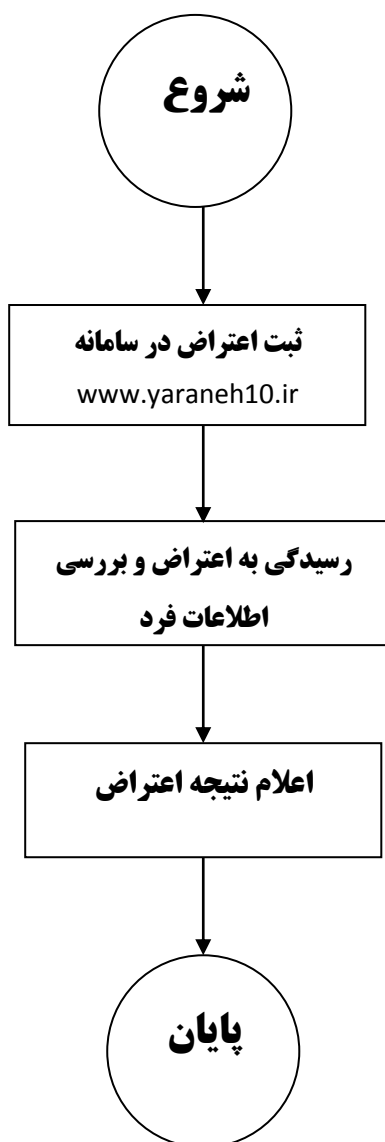 شروع
ثبت اعتراض در سامانه
www.yaraneh10.ir
رسیدگی به اعتراض و بررسی
اطلاعات فرد
اعلام نتیجه اعتراض
پایان